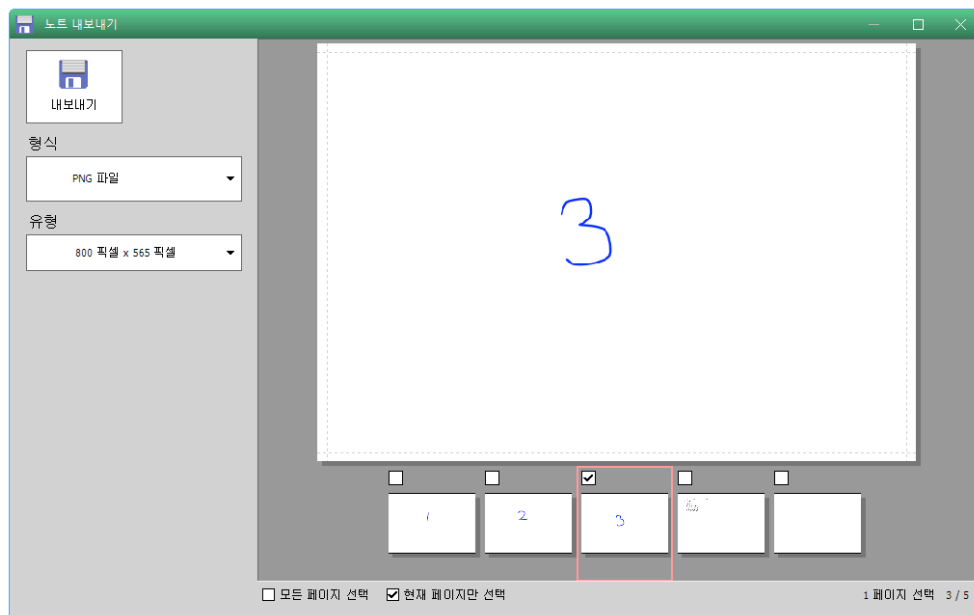 노트 내보내기
내보내기
형식
PNG 파일
유형
800 픽셀 x 565 픽셀
3
1
2
3
모든 페이지 선택
현재 페이지만 선택
1 페이지 선택
3 / 5